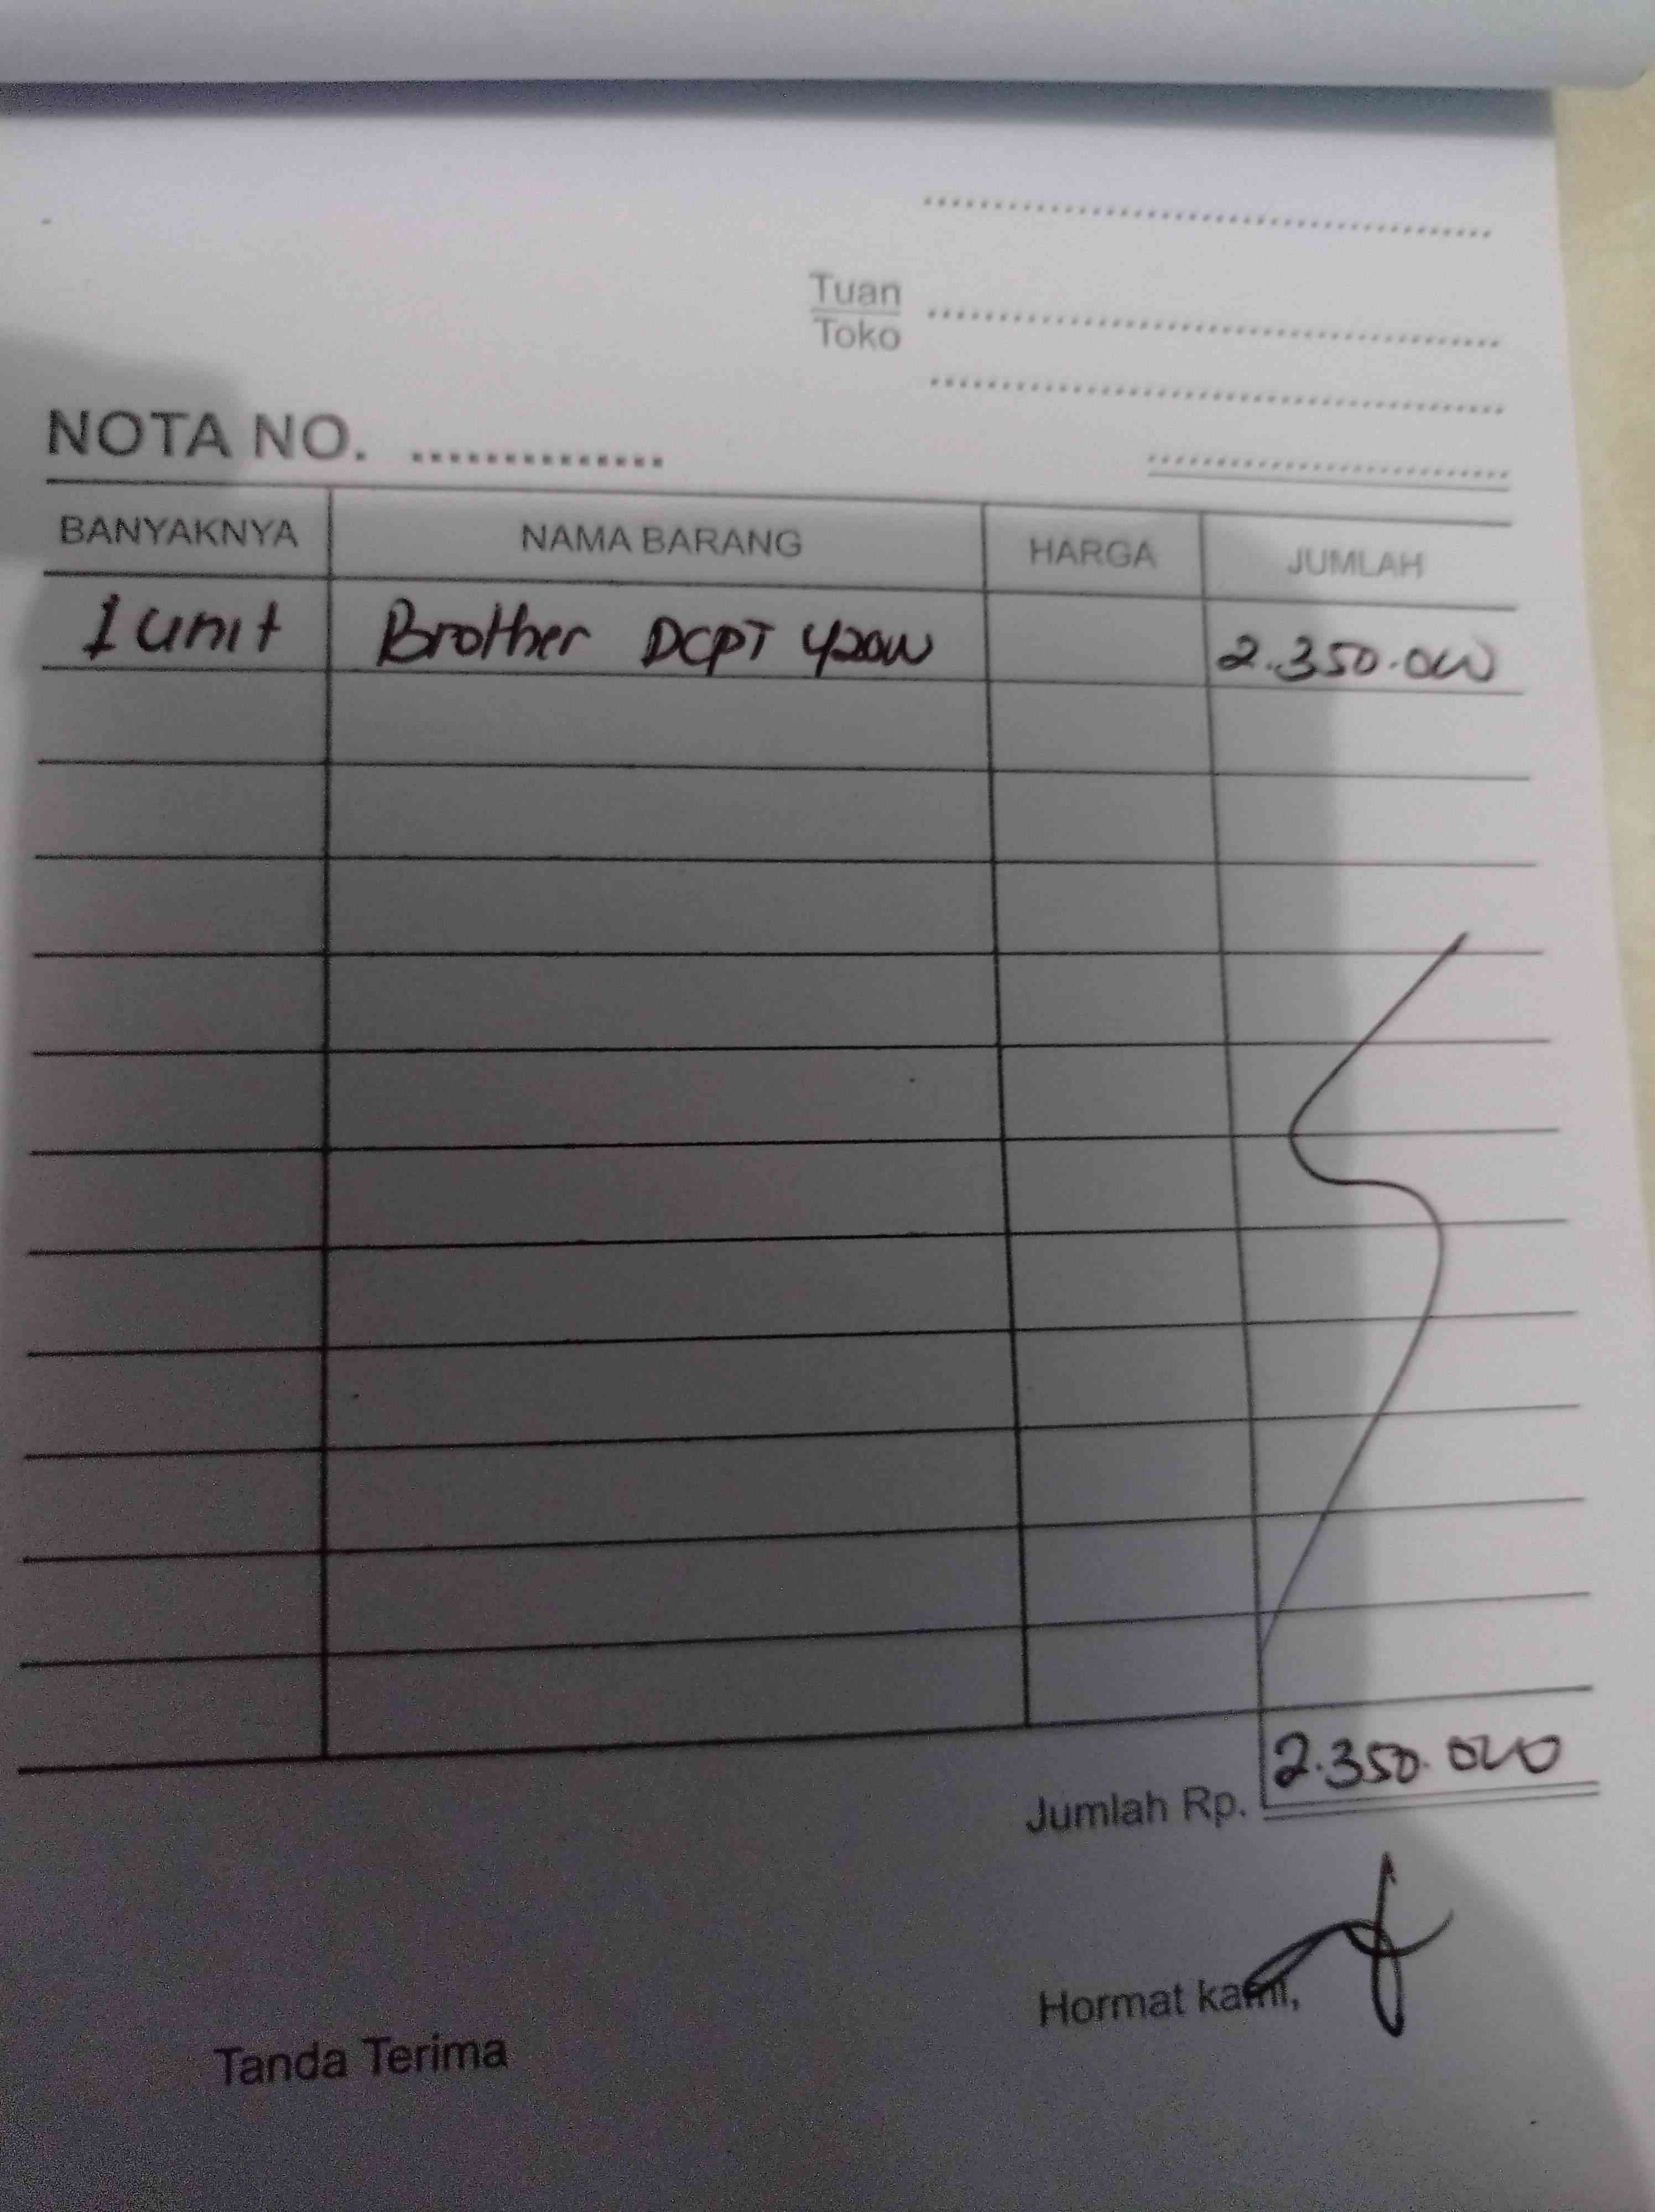 Tuan
Toko
NOTA NO.
BANYAKNYA NAMA BARANG HARGA JUMLAH
1 unit Brother DCPT 420W 2.350.000
Jumlah Rp. 2.350.000
Hormat kami,
Tanda Terima